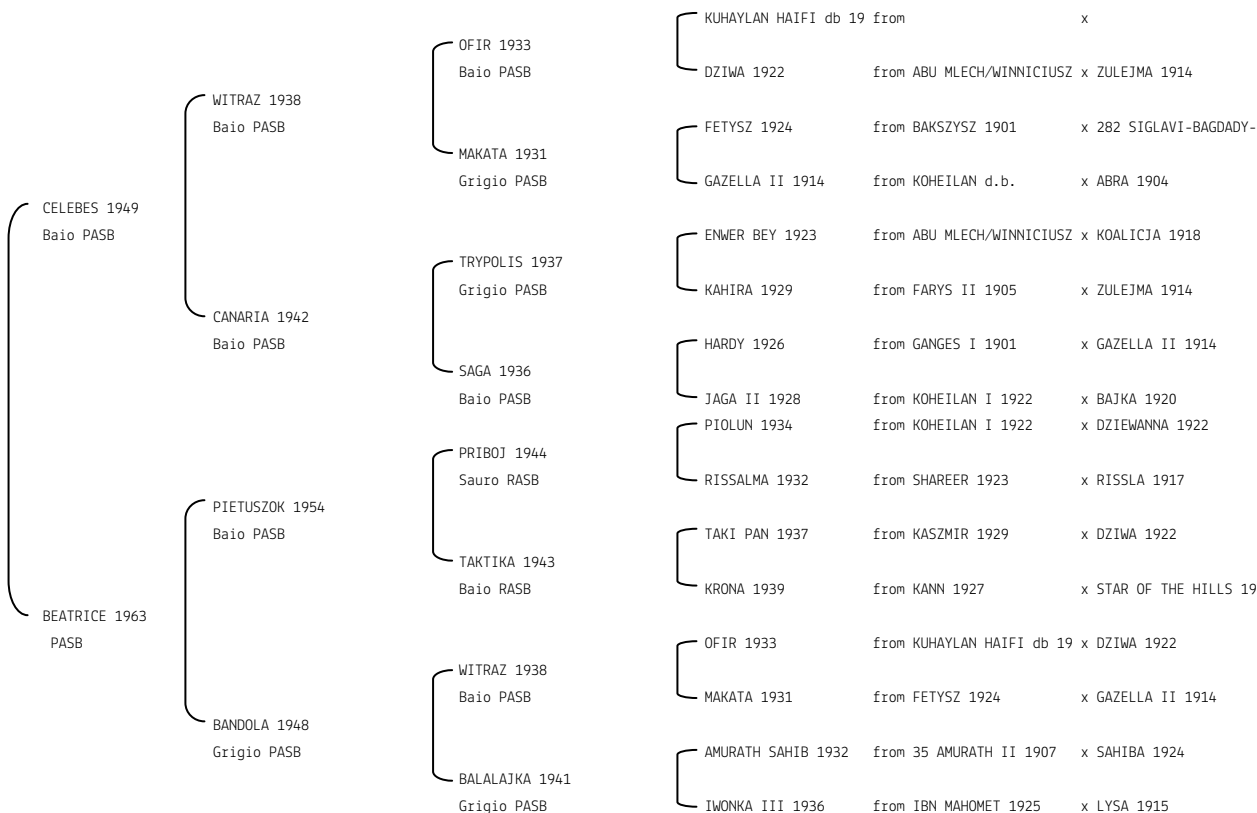 KUHAYLAN HAIFI db 19 from x
OFIR 1933
Baio PASB
DZIWA 1922 from ABU MLECH/WINNICIUSZ x ZULEJMA 1914
WITRAZ 1938
Baio PASB
FETYSZ 1924 from BAKSZYSZ 1901 x 282 SIGLAVI-BAGDADY-
MAKATA 1931
Grigio PASB
GAZELLA II 1914 from KOHEILAN d.b. x ABRA 1904
CELEBES 1949
Baio PASB
ENWER BEY 1923 from ABU MLECH/WINNICIUSZ x KOALICJA 1918
TRYPOLIS 1937
Grigio PASB
KAHIRA 1929 from FARYS II 1905 x ZULEJMA 1914
CANARIA 1942
Baio PASB
HARDY 1926 from GANGES I 1901 x GAZELLA II 1914
SAGA 1936
Baio PASB
JAGA II 1928 from KOHEILAN I 1922 x BAJKA 1920
PIOLUN 1934 from KOHEILAN I 1922 x DZIEWANNA 1922
PRIBOJ 1944
Sauro RASB
RISSALMA 1932 from SHAREER 1923 x RISSLA 1917
PIETUSZOK 1954
Baio PASB
TAKI PAN 1937 from KASZMIR 1929 x DZIWA 1922
TAKTIKA 1943
Baio RASB
KRONA 1939 from KANN 1927 x STAR OF THE HILLS 19
BEATRICE 1963
PASB
OFIR 1933 from KUHAYLAN HAIFI db 19 x DZIWA 1922
WITRAZ 1938
Baio PASB
MAKATA 1931 from FETYSZ 1924 x GAZELLA II 1914
BANDOLA 1948
Grigio PASB
AMURATH SAHIB 1932 from 35 AMURATH II 1907 x SAHIBA 1924
BALALAJKA 1941
Grigio PASB
IWONKA III 1936 from IBN MAHOMET 1925 x LYSA 1915